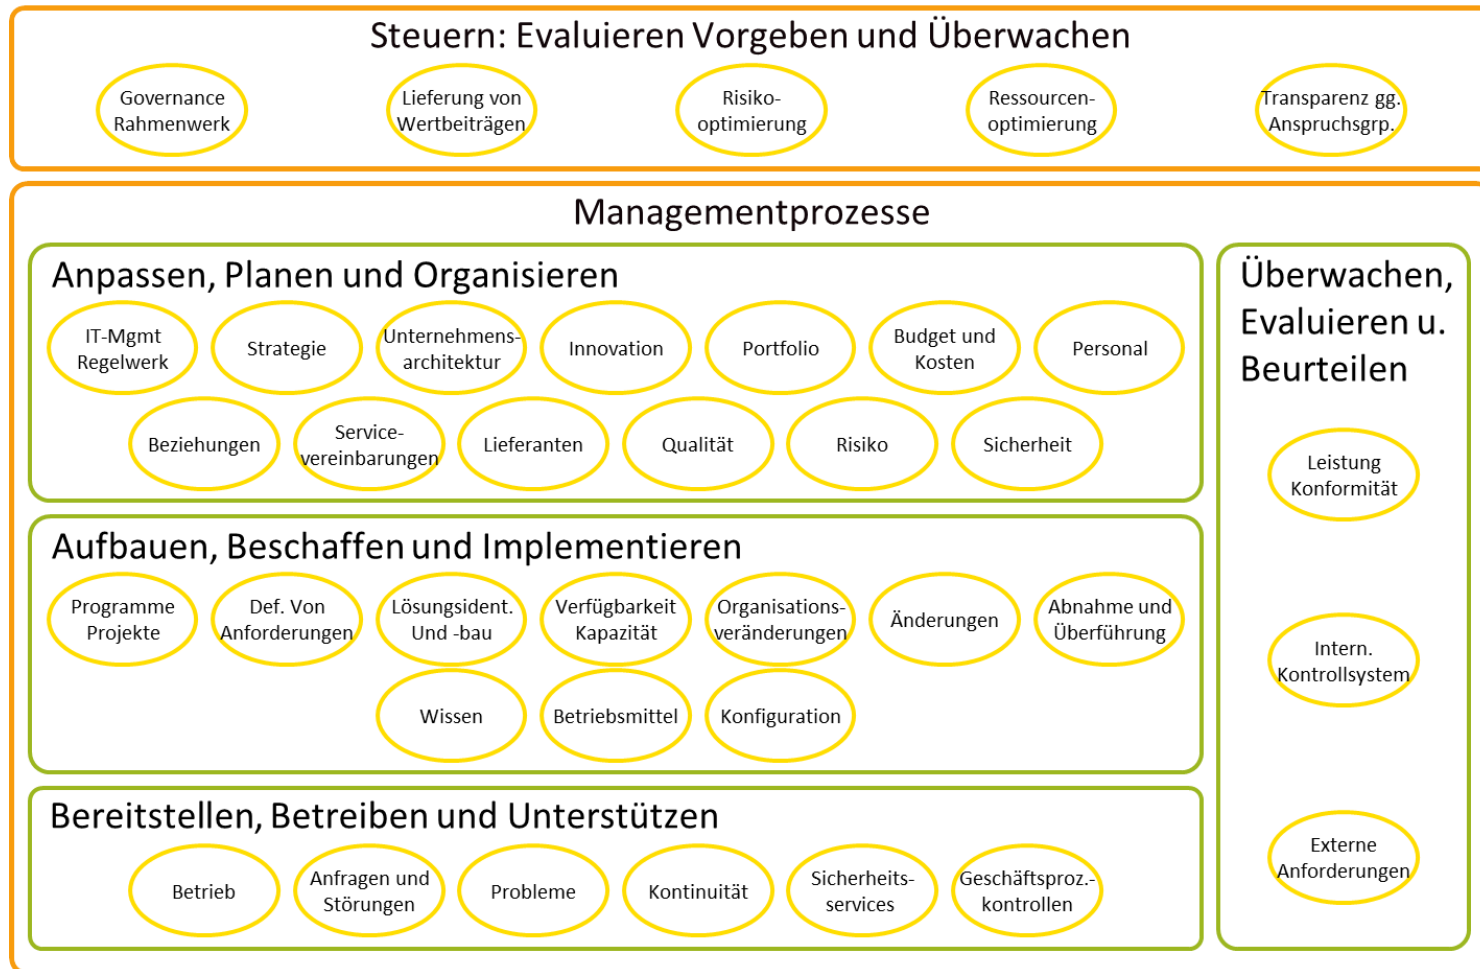 Steuern: Evaluieren Vorgeben und Überwachen
Governance
Rahmenwerk
Lieferung von
Wertbeiträgen
Risiko-
optimierung
Ressourcen-
optimierung
Transparenz gg.
Anspruchsgrp.
Managementprozesse
Anpassen, Planen und Organisieren
IT-Mgmt
Regelwerk
Strategie
Unternehmens-
architektur
Innovation
Portfolio
Budget und
Kosten
Personal
Beziehungen
Service-
vereinbarungen
Lieferanten
Qualität
Risiko
Sicherheit
Aufbauen, Beschaffen und Implementieren
Programme
Projekte
Def. Von
Anforderungen
Lösungsident.
Und -bau
Verfügbarkeit
Kapazität
Organisations-
veränderungen
Änderungen
Abnahme und
Überführung
Wissen
Betriebsmittel
Konfiguration
Bereitstellen, Betreiben und Unterstützen
Betrieb
Anfragen und
Störungen
Probleme
Kontinuität
Sicherheits-
services
Geschäftsproz.-
kontrollen
Überwachen,
Evaluieren u.
Beurteilen
Leistung
Konformität
Intern.
Kontrollsystem
Externe
Anforderungen